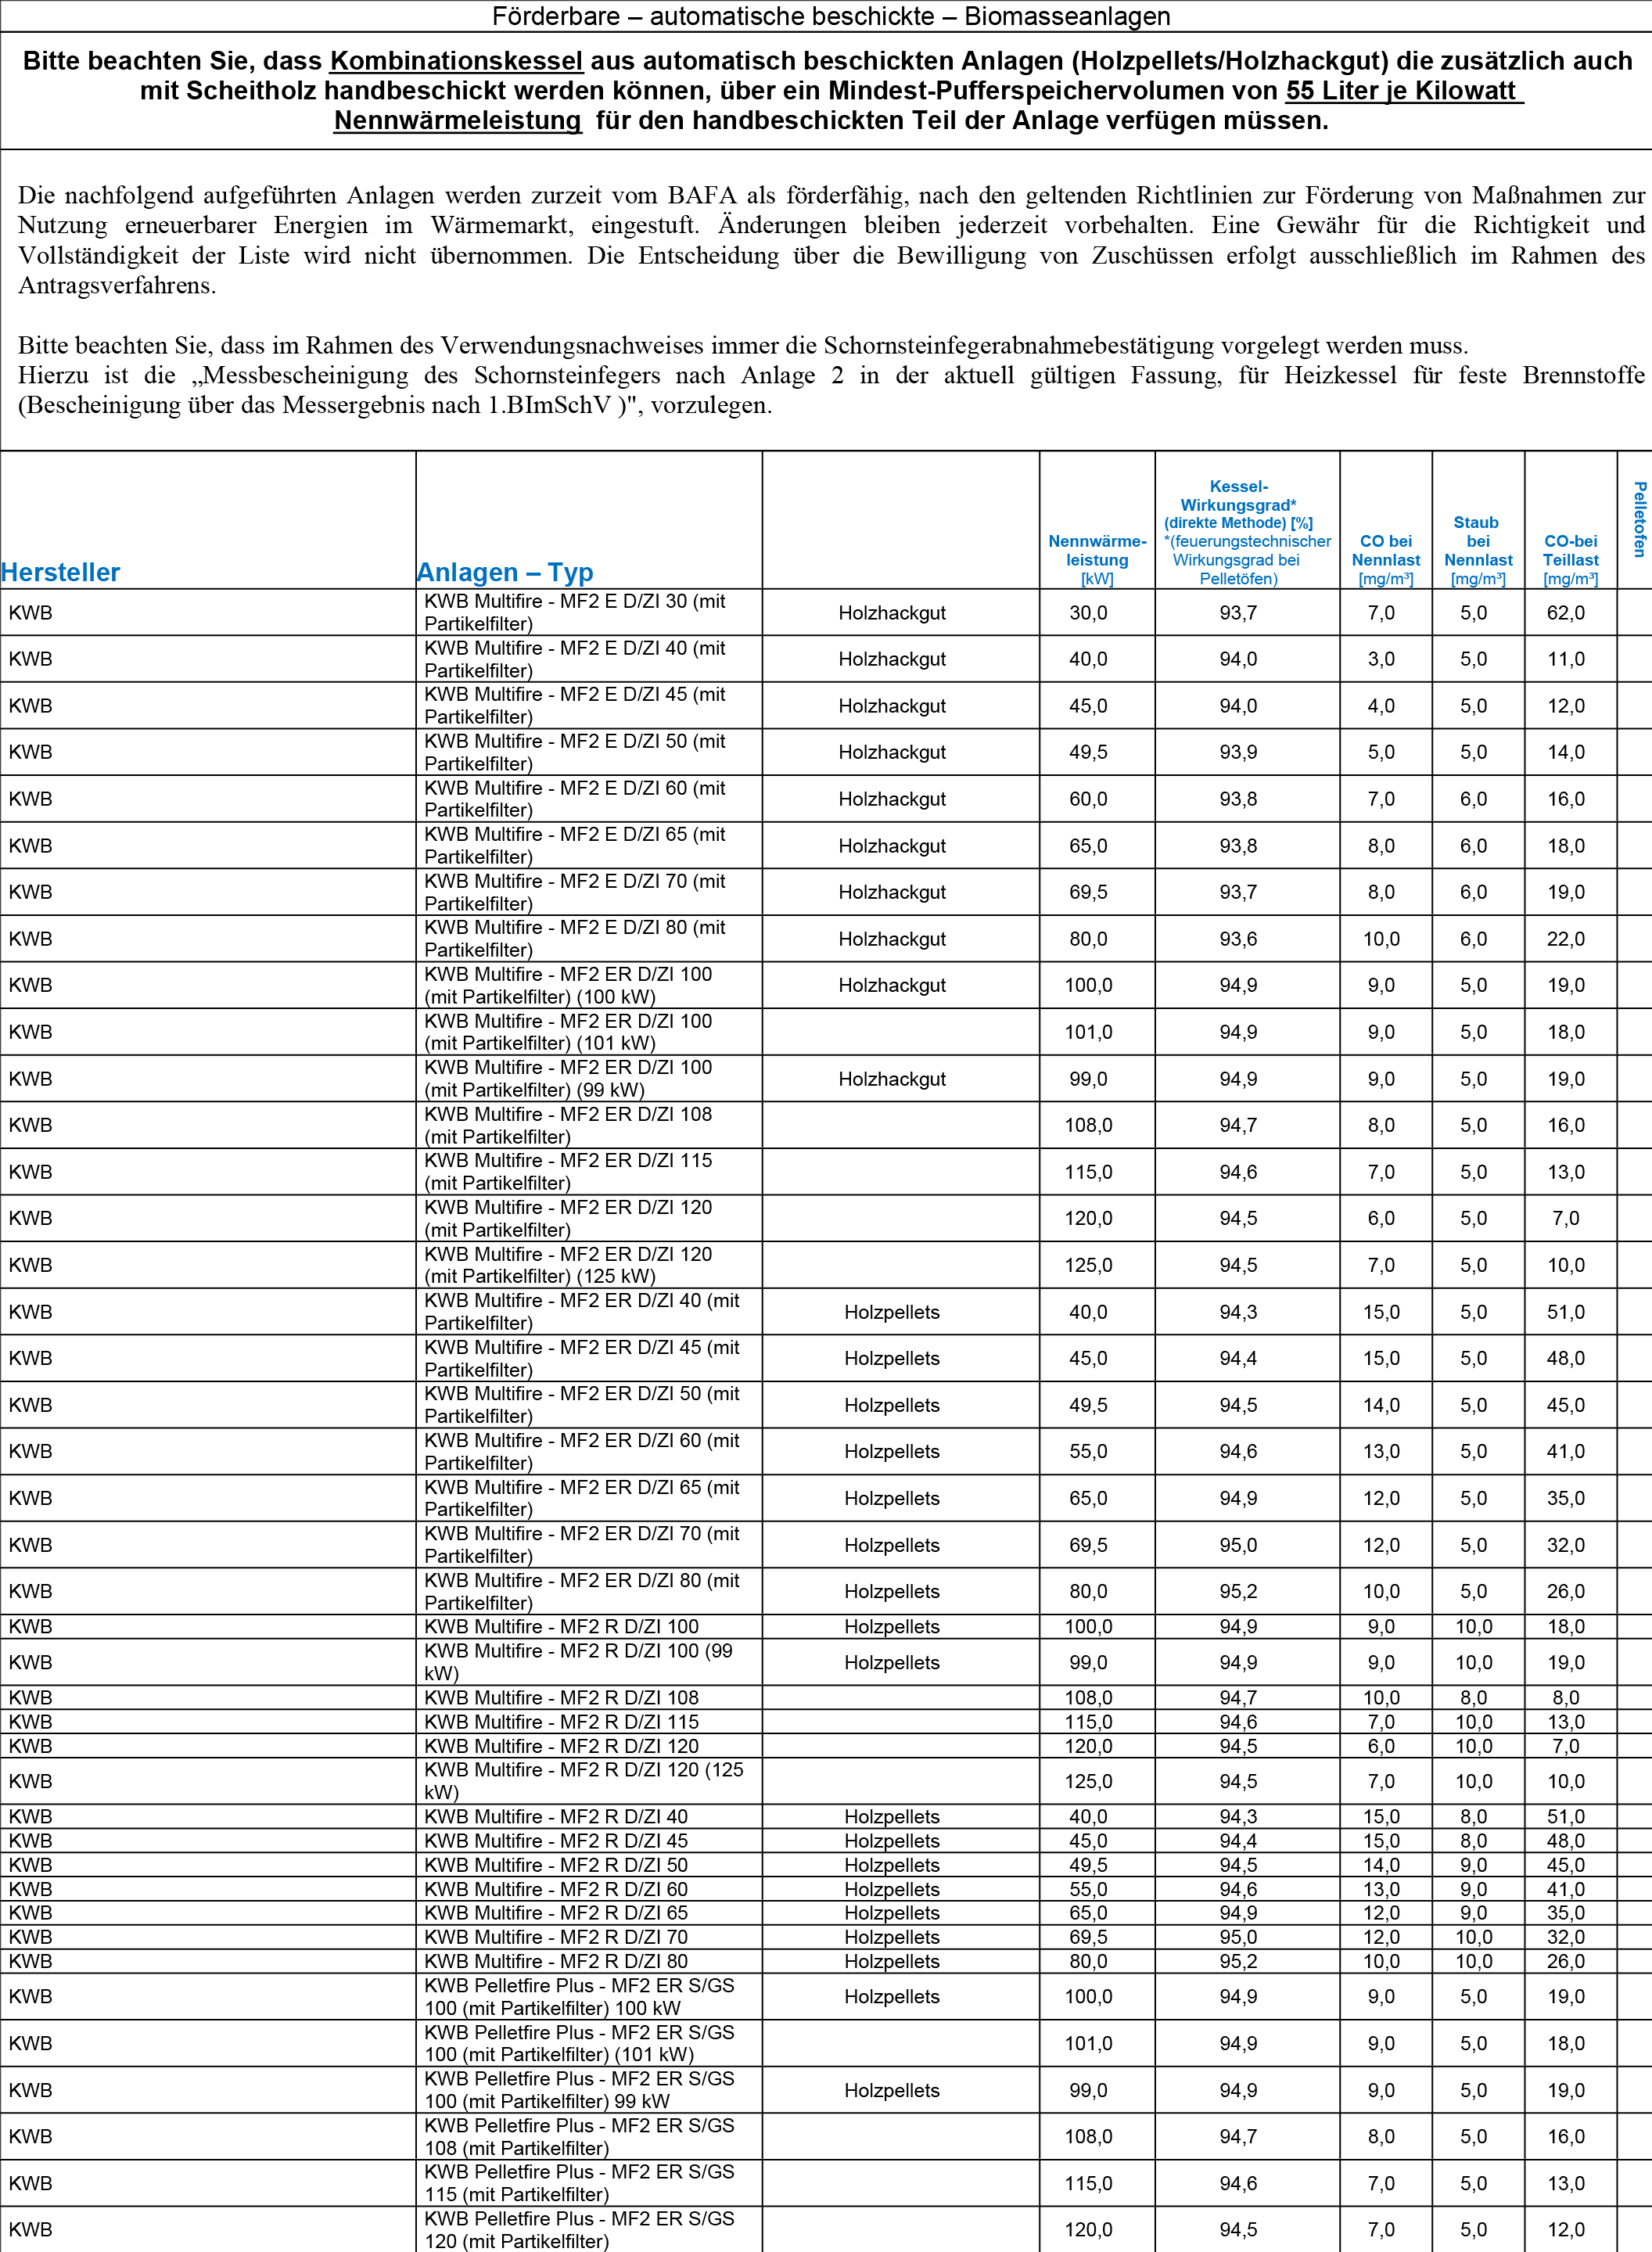 Förderbare – automatische beschickte – Biomasseanlagen
Bitte beachten Sie, dass Kombinationskessel aus automatisch beschickten Anlagen (Holzpellets/Holzhackgut) die zusätzlich auch
mit Scheitholz handbeschickt werden können, über ein Mindest-Pufferspeichervolumen von 55 Liter je Kilowatt
Nennwärmeleistung für den handbeschickten Teil der Anlage verfügen müssen.
Die nachfolgend aufgeführten Anlagen werden zurzeit vom BAFA als förderfähig, nach den geltenden Richtlinien zur Förderung von Maßnahmen zur
Nutzung erneuerbarer Energien im Wärmemarkt, eingestuft. Änderungen bleiben jederzeit vorbehalten. Eine Gewähr für die Richtigkeit und
Vollständigkeit der Liste wird nicht übernommen. Die Entscheidung über die Bewilligung von Zuschüssen erfolgt ausschließlich im Rahmen des
Antragsverfahrens.
Bitte beachten Sie, dass im Rahmen des Verwendungsnachweises immer die Schornsteinfegerabnahmebestätigung vorgelegt werden muss.
Hierzu ist die „Messbescheinigung des Schornsteinfegers nach Anlage 2 in der aktuell gültigen Fassung, für Heizkessel für feste Brennstoffe
(Bescheinigung über das Messergebnis nach 1.BImSchV )", vorzulegen.
Hersteller
Anlagen – Typ
Nennwärme-
leistung
[kW]
Kessel-
Wirkungsgrad*
(direkte Methode) [%]
*(feuerungstechnischer
Wirkungsgrad bei
Pelletöfen)
CO bei
Nennlast
[mg/m³]
Staub
bei
Nennlast
[mg/m³]
CO-bei
Teillast
[mg/m³]
Pelletofen
KWB KWB Multifire - MF2 E D/ZI 30 (mit
Partikelfilter) Holzhackgut 30,0 93,7 7,0 5,0 62,0
KWB KWB Multifire - MF2 E D/ZI 40 (mit
Partikelfilter) Holzhackgut 40,0 94,0 3,0 5,0 11,0
KWB KWB Multifire - MF2 E D/ZI 45 (mit
Partikelfilter) Holzhackgut 45,0 94,0 4,0 5,0 12,0
KWB KWB Multifire - MF2 E D/ZI 50 (mit
Partikelfilter) Holzhackgut 49,5 93,9 5,0 5,0 14,0
KWB KWB Multifire - MF2 E D/ZI 60 (mit
Partikelfilter) Holzhackgut 60,0 93,8 7,0 6,0 16,0
KWB KWB Multifire - MF2 E D/ZI 65 (mit
Partikelfilter) Holzhackgut 65,0 93,8 8,0 6,0 18,0
KWB KWB Multifire - MF2 E D/ZI 70 (mit
Partikelfilter) Holzhackgut 69,5 93,7 8,0 6,0 19,0
KWB KWB Multifire - MF2 E D/ZI 80 (mit
Partikelfilter) Holzhackgut 80,0 93,6 10,0 6,0 22,0
KWB KWB Multifire - MF2 ER D/ZI 100
(mit Partikelfilter) (100 kW) Holzhackgut 100,0 94,9 9,0 5,0 19,0
KWB KWB Multifire - MF2 ER D/ZI 100
(mit Partikelfilter) (101 kW) 101,0 94,9 9,0 5,0 18,0
KWB KWB Multifire - MF2 ER D/ZI 100
(mit Partikelfilter) (99 kW) Holzhackgut 99,0 94,9 9,0 5,0 19,0
KWB KWB Multifire - MF2 ER D/ZI 108
(mit Partikelfilter) 108,0 94,7 8,0 5,0 16,0
KWB KWB Multifire - MF2 ER D/ZI 115
(mit Partikelfilter) 115,0 94,6 7,0 5,0 13,0
KWB KWB Multifire - MF2 ER D/ZI 120
(mit Partikelfilter) 120,0 94,5 6,0 5,0 7,0
KWB KWB Multifire - MF2 ER D/ZI 120
(mit Partikelfilter) (125 kW) 125,0 94,5 7,0 5,0 10,0
KWB KWB Multifire - MF2 ER D/ZI 40 (mit
Partikelfilter) Holzpellets 40,0 94,3 15,0 5,0 51,0
KWB KWB Multifire - MF2 ER D/ZI 45 (mit
Partikelfilter) Holzpellets 45,0 94,4 15,0 5,0 48,0
KWB KWB Multifire - MF2 ER D/ZI 50 (mit
Partikelfilter) Holzpellets 49,5 94,5 14,0 5,0 45,0
KWB KWB Multifire - MF2 ER D/ZI 60 (mit
Partikelfilter) Holzpellets 55,0 94,6 13,0 5,0 41,0
KWB KWB Multifire - MF2 ER D/ZI 65 (mit
Partikelfilter) Holzpellets 65,0 94,9 12,0 5,0 35,0
KWB KWB Multifire - MF2 ER D/ZI 70 (mit
Partikelfilter) Holzpellets 69,5 95,0 12,0 5,0 32,0
KWB KWB Multifire - MF2 ER D/ZI 80 (mit
Partikelfilter) Holzpellets 80,0 95,2 10,0 5,0 26,0
KWB KWB Multifire - MF2 R D/ZI 100 Holzpellets 100,0 94,9 9,0 10,0 18,0
KWB KWB Multifire - MF2 R D/ZI 100 (99
kW) Holzpellets 99,0 94,9 9,0 10,0 19,0
KWB KWB Multifire - MF2 R D/ZI 108 108,0 94,7 10,0 8,0 8,0
KWB KWB Multifire - MF2 R D/ZI 115 115,0 94,6 7,0 10,0 13,0
KWB KWB Multifire - MF2 R D/ZI 120 120,0 94,5 6,0 10,0 7,0
KWB KWB Multifire - MF2 R D/ZI 120 (125
kW) 125,0 94,5 7,0 10,0 10,0
KWB KWB Multifire - MF2 R D/ZI 40 Holzpellets 40,0 94,3 15,0 8,0 51,0
KWB KWB Multifire - MF2 R D/ZI 45 Holzpellets 45,0 94,4 15,0 8,0 48,0
KWB KWB Multifire - MF2 R D/ZI 50 Holzpellets 49,5 94,5 14,0 9,0 45,0
KWB KWB Multifire - MF2 R D/ZI 60 Holzpellets 55,0 94,6 13,0 9,0 41,0
KWB KWB Multifire - MF2 R D/ZI 65 Holzpellets 65,0 94,9 12,0 9,0 35,0
KWB KWB Multifire - MF2 R D/ZI 70 Holzpellets 69,5 95,0 12,0 10,0 32,0
KWB KWB Multifire - MF2 R D/ZI 80 Holzpellets 80,0 95,2 10,0 10,0 26,0
KWB KWB Pelletfire Plus - MF2 ER S/GS
100 (mit Partikelfilter) 100 kW Holzpellets 100,0 94,9 9,0 5,0 19,0
KWB KWB Pelletfire Plus - MF2 ER S/GS
100 (mit Partikelfilter) (101 kW) 101,0 94,9 9,0 5,0 18,0
KWB KWB Pelletfire Plus - MF2 ER S/GS
100 (mit Partikelfilter) 99 kW Holzpellets 99,0 94,9 9,0 5,0 19,0
KWB KWB Pelletfire Plus - MF2 ER S/GS
108 (mit Partikelfilter) 108,0 94,7 8,0 5,0 16,0
KWB KWB Pelletfire Plus - MF2 ER S/GS
115 (mit Partikelfilter) 115,0 94,6 7,0 5,0 13,0
KWB KWB Pelletfire Plus - MF2 ER S/GS
120 (mit Partikelfilter) 120,0 94,5 7,0 5,0 12,0